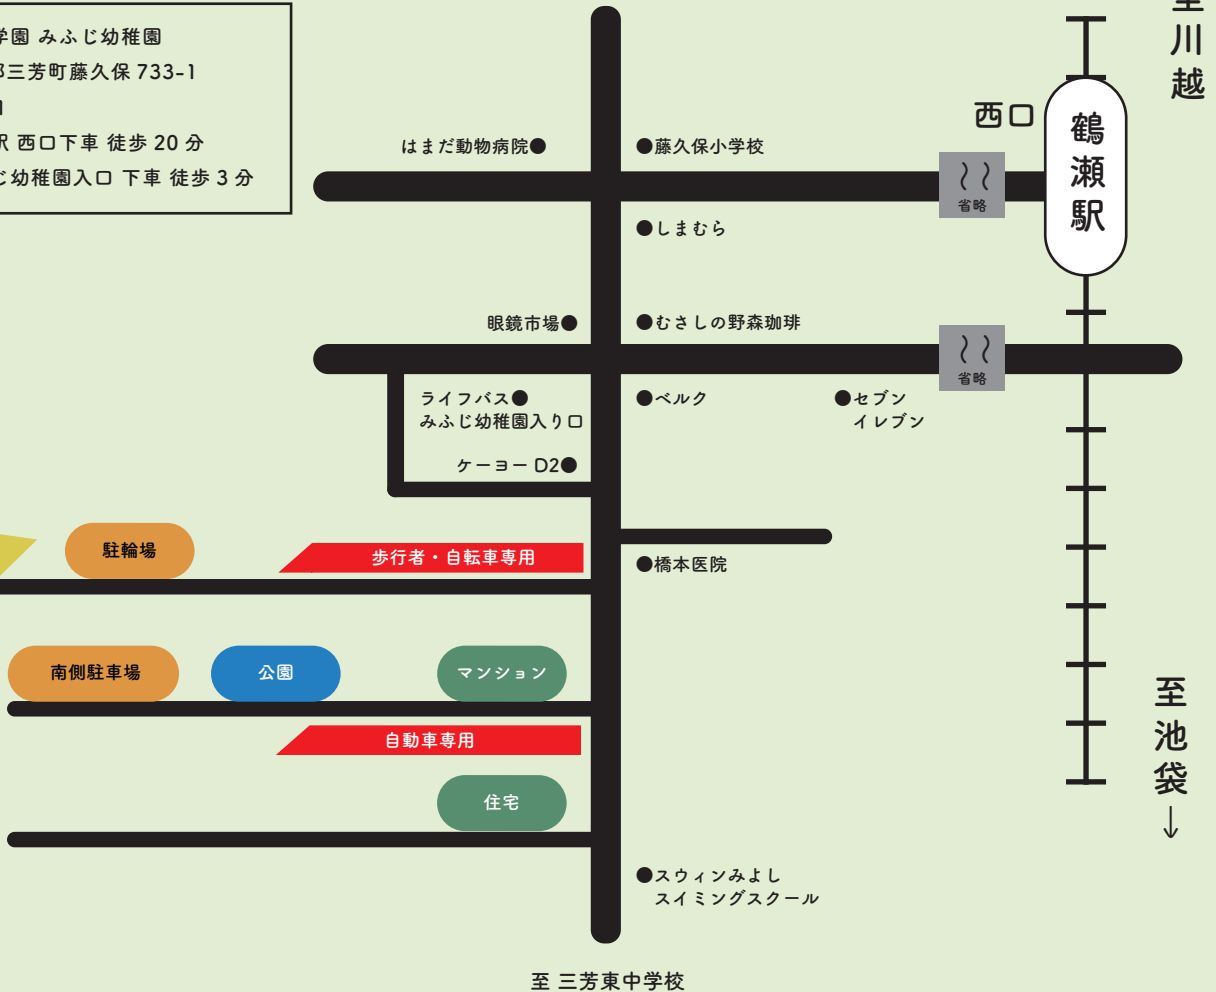 学園 みふじ幼稚園
郡三芳町藤久保 733-1
駅 西口下車 徒歩 20 分
じ幼稚園入口 下車 徒歩 3 分
至川越
西口
鶴瀬駅
はまだ動物病院●
●藤久保小学校
省略
●しまむら
眼鏡市場●
●むさしの野森珈琲
省略
ライフバス●
みふじ幼稚園入り口
●ベルク
●セブン
イレブン
ケーヨー D2●
駐輪場
歩行者・自転車専用
●橋本医院
南側駐車場
公園
マンション
自動車専用
至池袋↓
住宅
●スウィンみよし
スイミングスクール
至 三芳東中学校